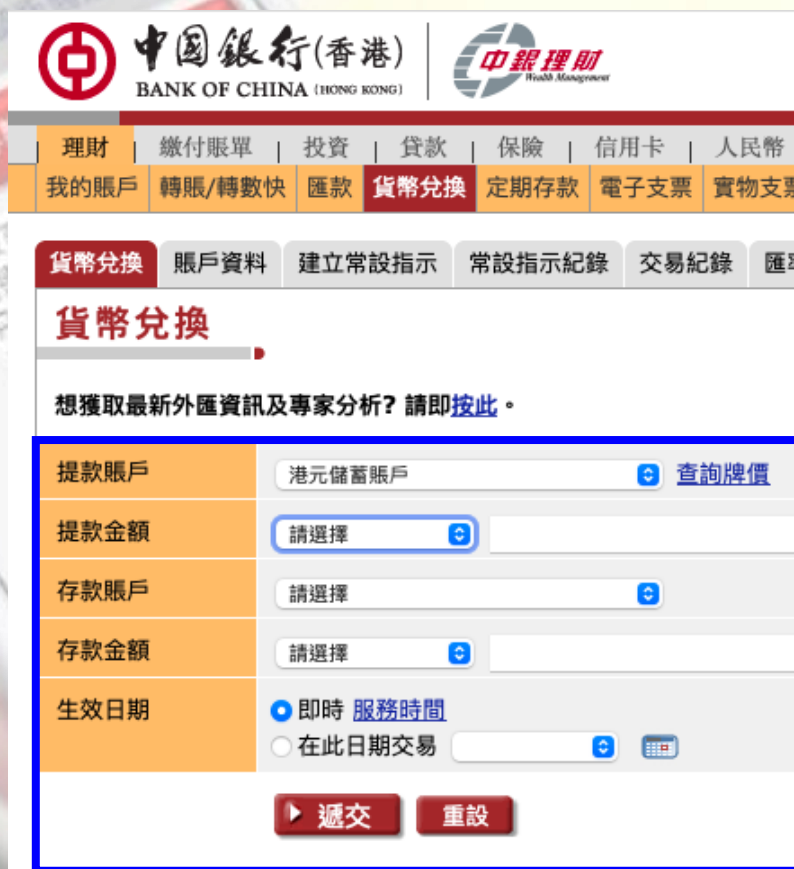 中國銀行(香港)
BANK OF CHINA (HONG KONG)
中銀理財
Wealth Management
理財 | 繳付賬單 | 投資 | 貸款 | 保險 | 信用卡 | 人民幣
我的賬戶 轉賬/轉數快 匯款 貨幣兌換 定期存款 電子支票 實物支票
貨幣兌換 賬戶資料 建立常設指示 常設指示紀錄 交易紀錄 匯
貨幣兌換
想獲取最新外匯資訊及專家分析? 請即按此。
提款賬戶 港元儲蓄賬戶 查詢牌價
提款金額 請選擇
存款賬戶 請選擇
存款金額 請選擇
生效日期 即時 服務時間
在此日期交易
遞交 重設